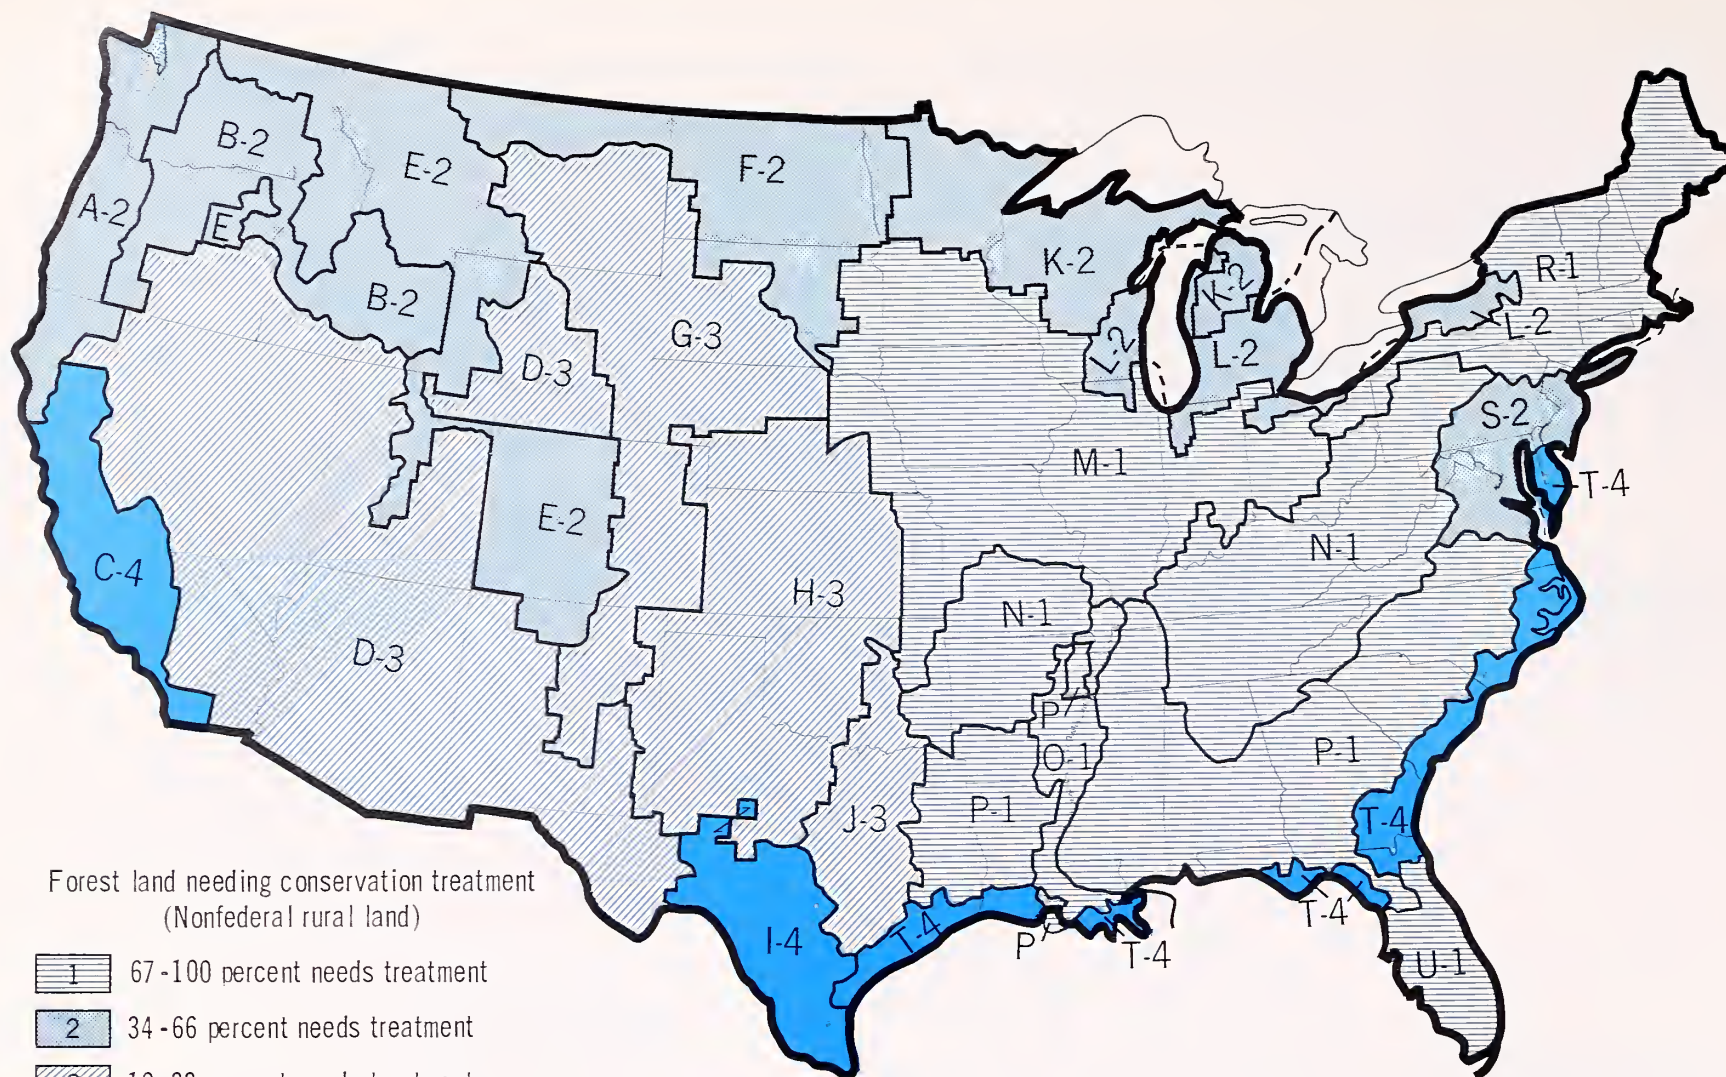 B-2
E-2
F-2
A-2
E
K-2
R-1
B-2
K-2
L-2
G-3
L-2
L-2
D-3
S-2
M-1
T-4
E-2
N-1
C-4
H-3
N-1
D-3
P
O-1
P-1
P-1
J-3
T-4
I-4
T-4
P
T-4
T-4
U-1
Forest land needing conservation treatment
(Nonfederal rural land)
1 67-100 percent needs treatment
2 34-66 percent needs treatment